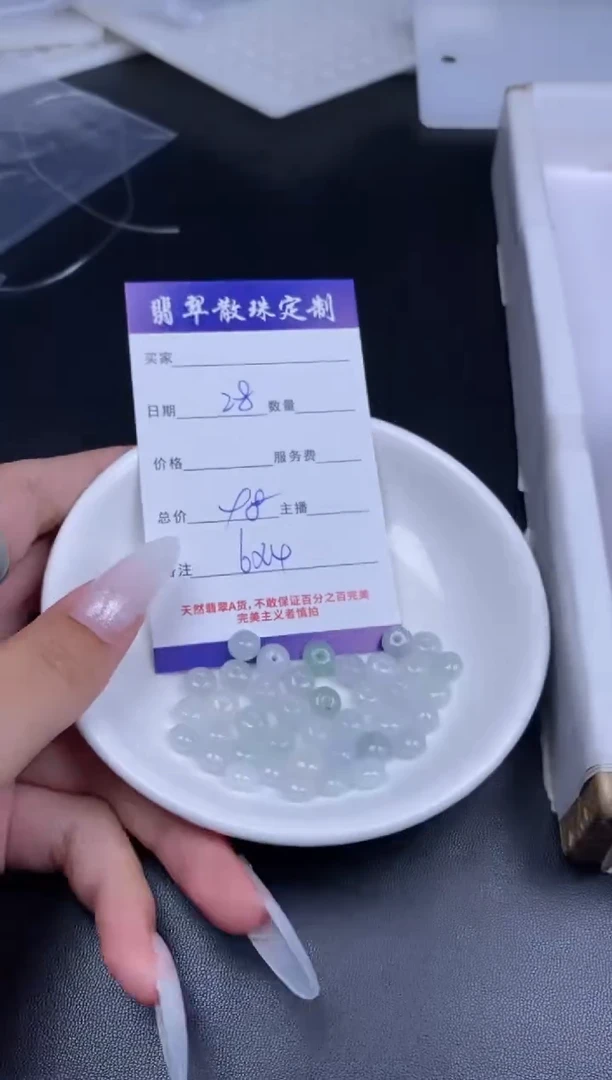 翡翠散珠定制
买家
日期 28 数量
价格 服务费
总价 98 主播
注 604
天然翡翠A货,不敢保证百分之百完美
完美主义者慎拍